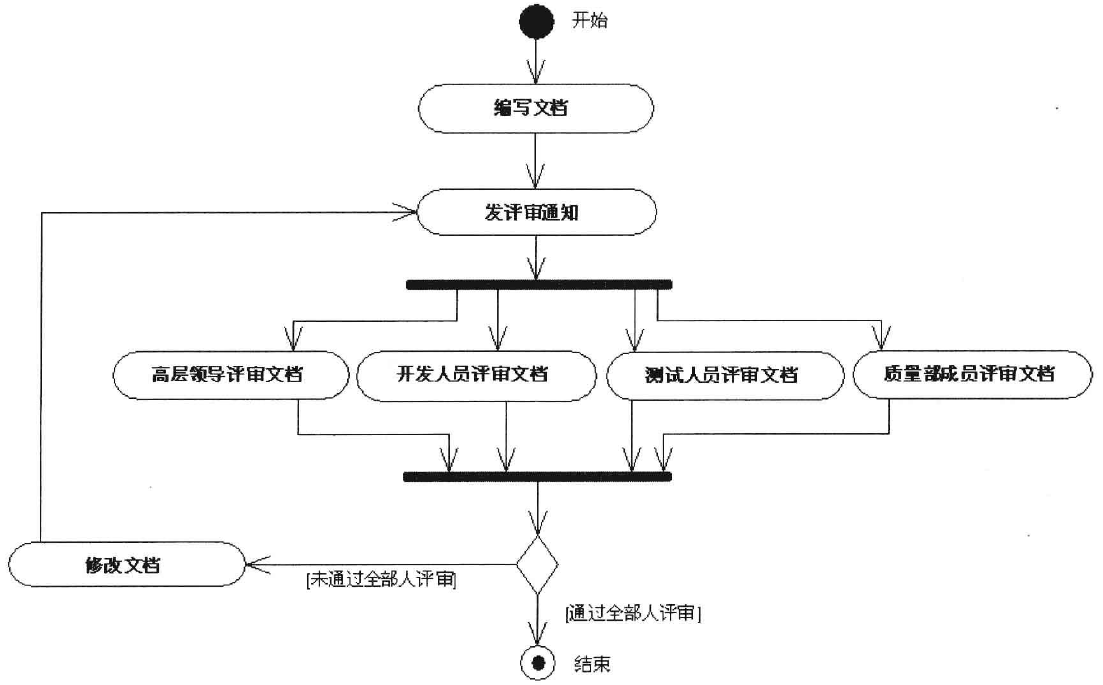 开始
编写文档
发评审通知
高层领导评审文档
开发人员评审文档
测试人员评审文档
质量部成员评审文档
修改文档
[未通过全部人评审]
[通过全部人评审]
结束